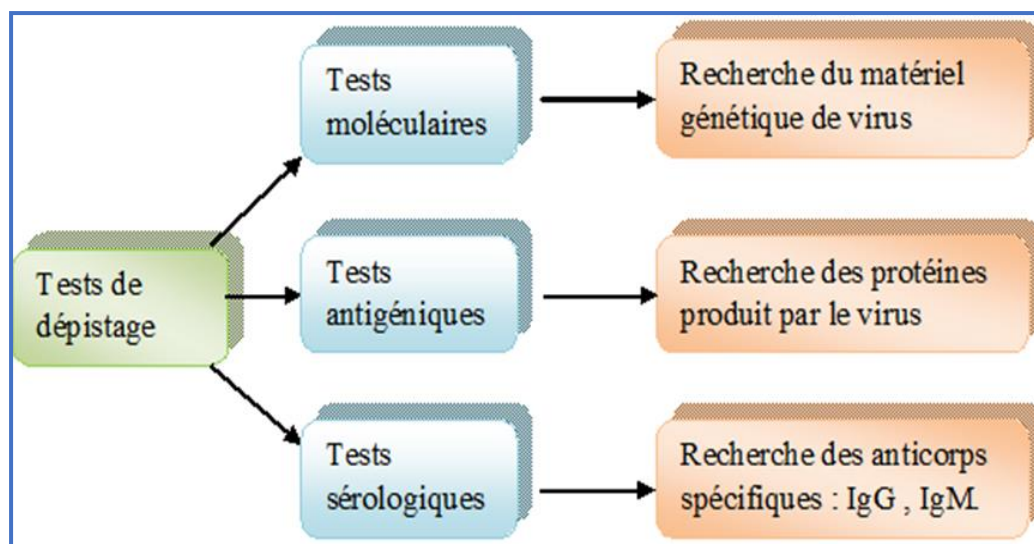 Tests
moléculaires
Recherche du matériel
génétique de virus
Tests de
dépistage
Tests
antigéniques
Recherche des protéines
produit par le virus
Tests
sérologiques
Recherche des anticorps
spécifiques : IgG , IgM.